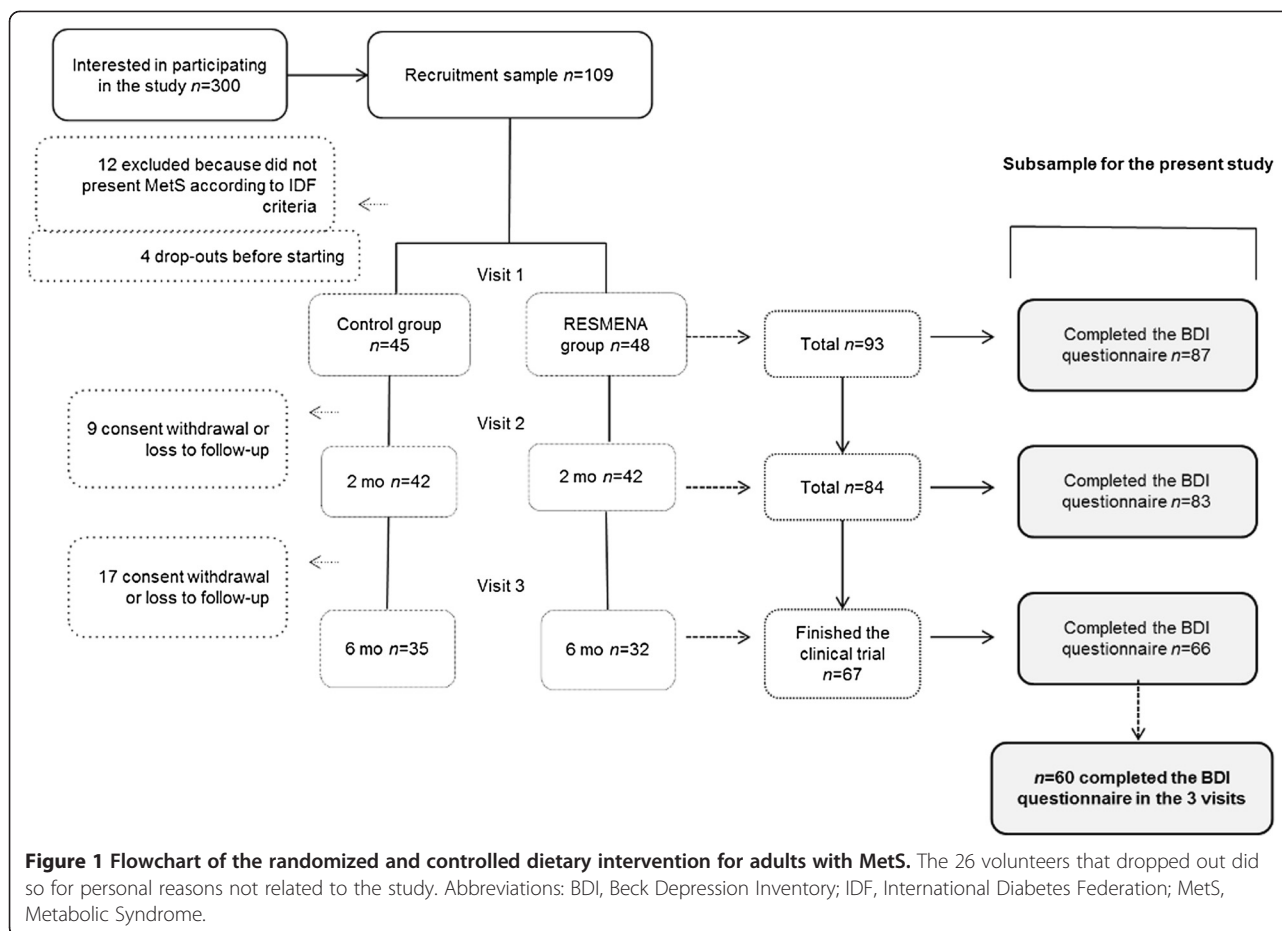 Interested in participating
in the study n=300
Recruitment sample n=109
12 excluded because did not
present MetS according to IDF
criteria
4 drop-outs before starting
Subsample for the present study
Visit 1
Control group
n=45
RESMENA
group n=48
Total n=93
Completed the BDI
questionnaire n=87
9 consent withdrawal or
loss to follow-up
Visit 2
2 mo n=42
2 mo n=42
Total n=84
Completed the BDI
questionnaire n=83
17 consent withdrawal
or loss to follow-up
Visit 3
6 mo n=35
6 mo n=32
Finished the
clinical trial
n=67
Completed the BDI
questionnaire n=66
n=60 completed the BDI
questionnaire in the 3 visits
Figure 1 Flowchart of the randomized and controlled dietary intervention for adults with MetS. The 26 volunteers that dropped out did
so for personal reasons not related to the study. Abbreviations: BDI, Beck Depression Inventory; IDF, International Diabetes Federation; MetS,
Metabolic Syndrome.